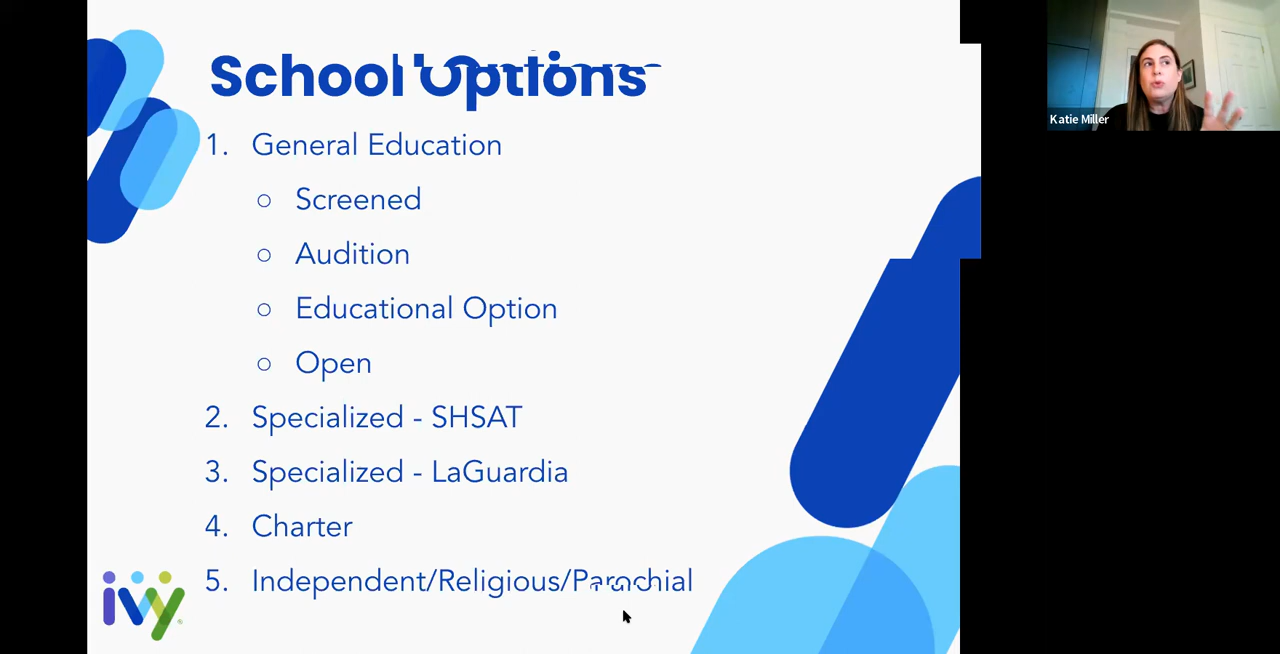 School Options
1. General Education
○ Screened
○ Audition
○ Educational Option
○ Open
2. Specialized - SHSAT
3. Specialized - LaGuardia
4. Charter
5. Independent/Religious/Parochial
ivy
Katie Miller